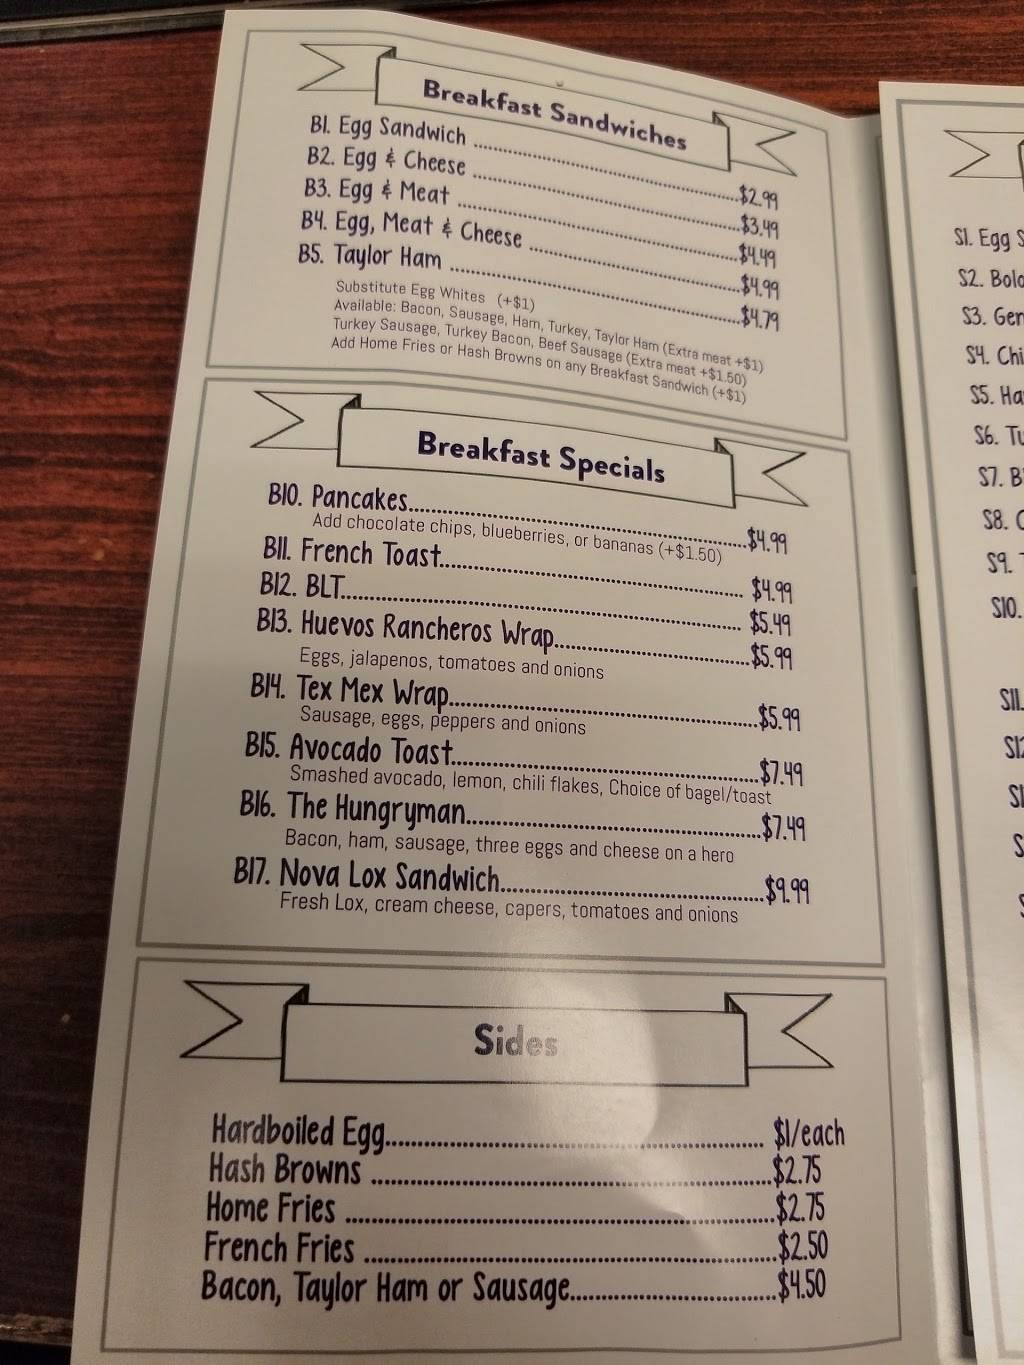 Breakfast Sandwiches
B1. Egg Sandwich $2.99
B2. Egg & Cheese $3.49
B3. Egg & Meat $4.49
B4. Egg, Meat & Cheese $4.99
B5. Taylor Ham $4.79
Substitute Egg Whites (+$1)
Available: Bacon, Sausage, Ham, Turkey, Taylor Ham (Extra meat +$1)
Turkey Sausage, Turkey Bacon, Beef Sausage (Extra meat +$1.50)
Add Home Fries or Hash Browns on any Breakfast Sandwich (+$1)
Breakfast Specials
B10. Pancakes $4.99
Add chocolate chips, blueberries, or bananas (+$1.50)
B11. French Toast $4.99
B12. BLT $5.49
B13. Huevos Rancheros Wrap $5.99
Eggs, jalapenos, tomatoes and onions
B14. Tex Mex Wrap $5.99
Sausage, eggs, peppers and onions
B15. Avocado Toast $7.49
Smashed avocado, lemon, chili flakes, Choice of bagel/toast
B16. The Hungryman $7.49
Bacon, ham, sausage, three eggs and cheese on a hero
B17. Nova Lox Sandwich $9.99
Fresh Lox, cream cheese, capers, tomatoes and onions
Sides
Hardboiled Egg $1/each
Hash Browns $2.75
Home Fries $2.75
French Fries $2.50
Bacon, Taylor Ham or Sausage $4.50
S1. Egg
S2.
S3.
S4.
S5.
S6.
S7.
S8.
S9.
S10.
S11.